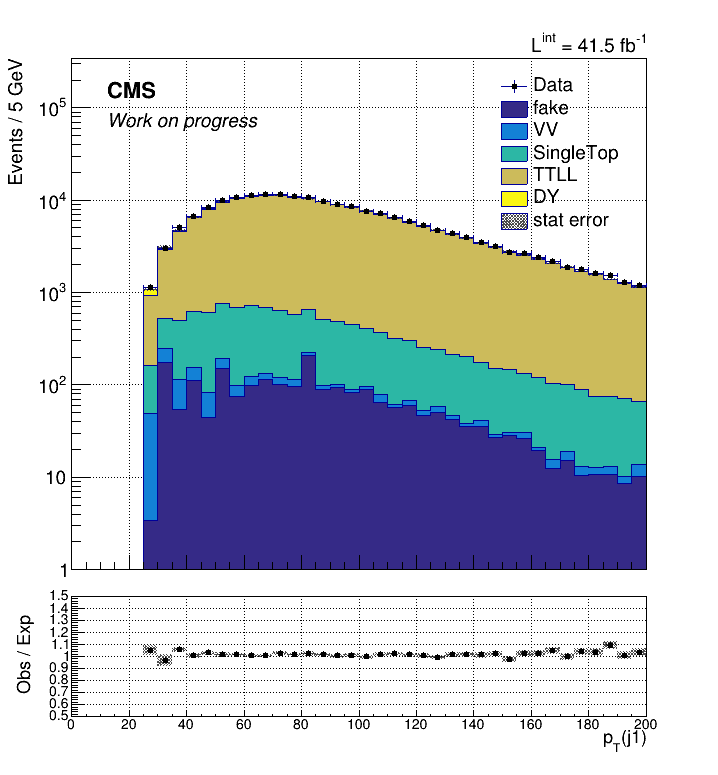 L^int = 41.5 fb^-1
Events / 5 GeV
CMS
Work on progress
Data
fake
VV
SingleTop
TTLL
DY
stat error
10^5
10^4
10^3
10^2
10
1
Obs / Exp
1.5
1.4
1.3
1.2
1.1
1
0.9
0.8
0.7
0.6
0.5
0 20 40 60 80 100 120 140 160 180 200
p_T(j1)